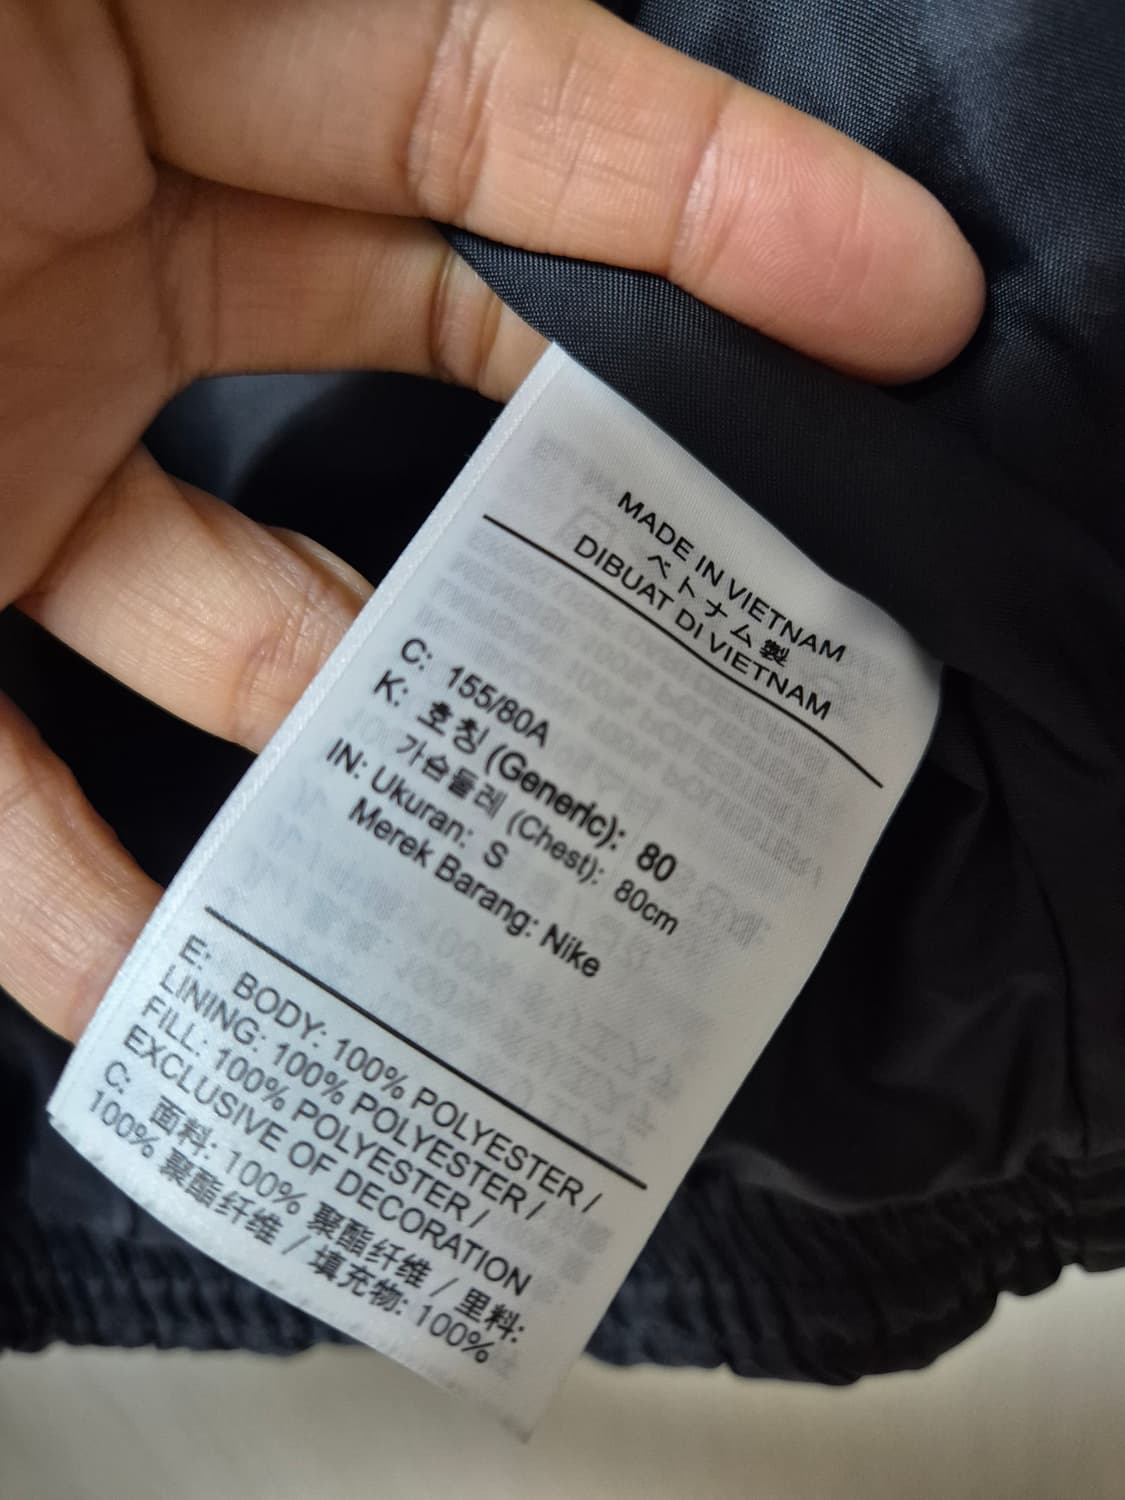 MADE IN VIETNAM
ベトナム製
DIBUAT DI VIETNAM
C: 155/80A
K: 호칭 (Generic): 80
가슴둘레 (Chest): 80cm
IN: Ukuran: S
Merek Barang: Nike
E: BODY: 100% POLYESTER /
LINING: 100% POLYESTER /
FILL: 100% POLYESTER /
EXCLUSIVE OF DECORATION
C: 面料: 100% 聚酯纤维 / 里料:
100% 聚酯纤维 / 填充物: 100%